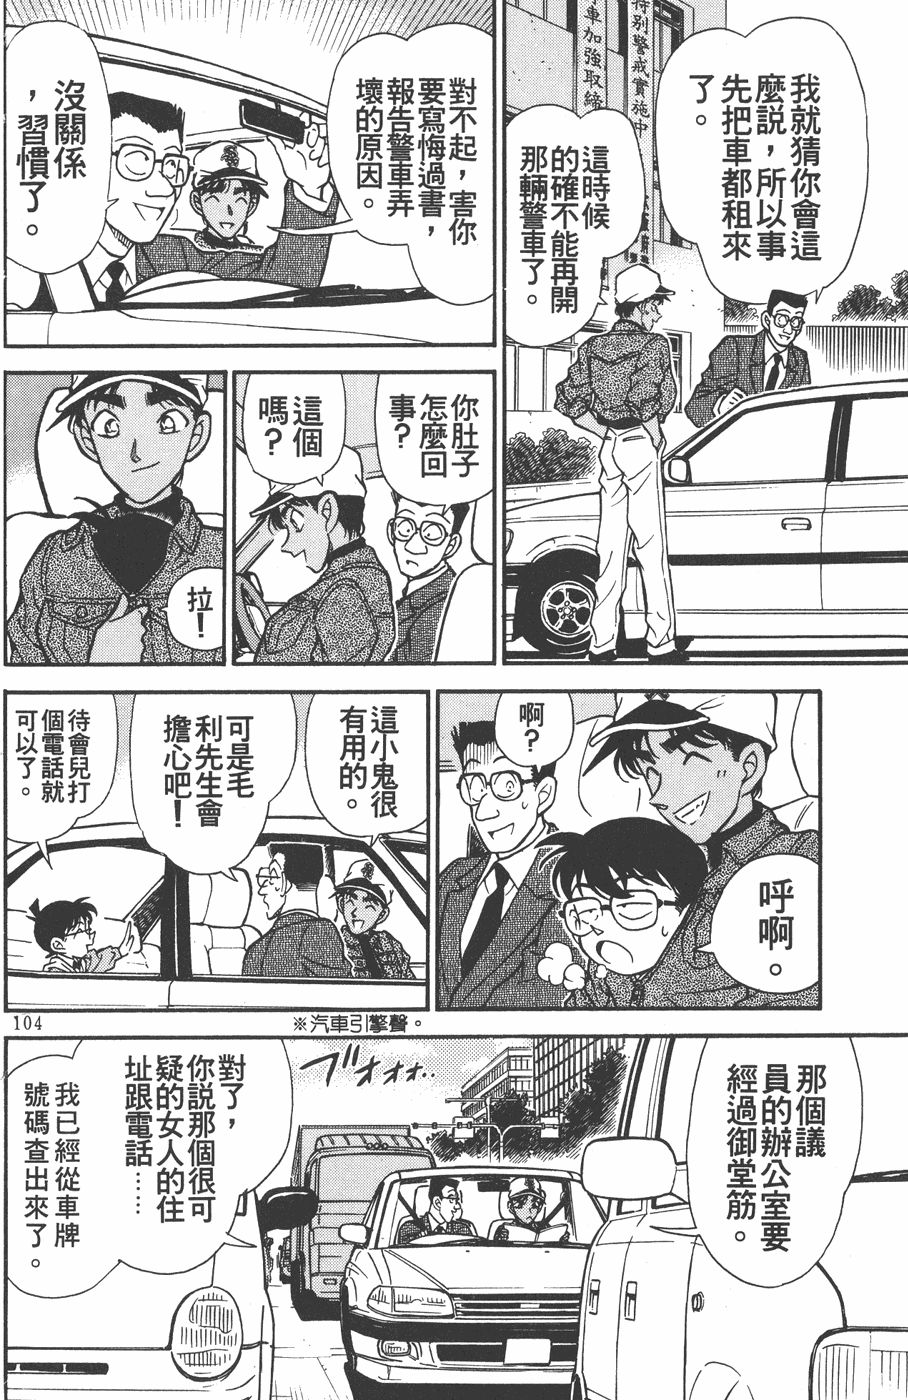 特別警戒實施中
車加強取締
我就猜你會這
麼說，所以事
先把車都租來
了。
這時候
的確不能再開
那輛警車了。
對不起，害你
要寫悔過書，
報告警車弄
壞的原因
沒關係
，習慣了。
你肚子
怎麼回
事？
這個
嗎？
拉！
啊？
呼啊。
這小鬼很
有用的。
可是毛
利先生會
擔心吧！
待會兒打
個電話就
可以了。
104
※汽車引擎聲。
那個議
員的辦公室要
經過御堂筋。
ブオオォ..
對了，
你說那個很可
疑的女人的住
址跟電話……
我已經從車牌
號碼查出來了。